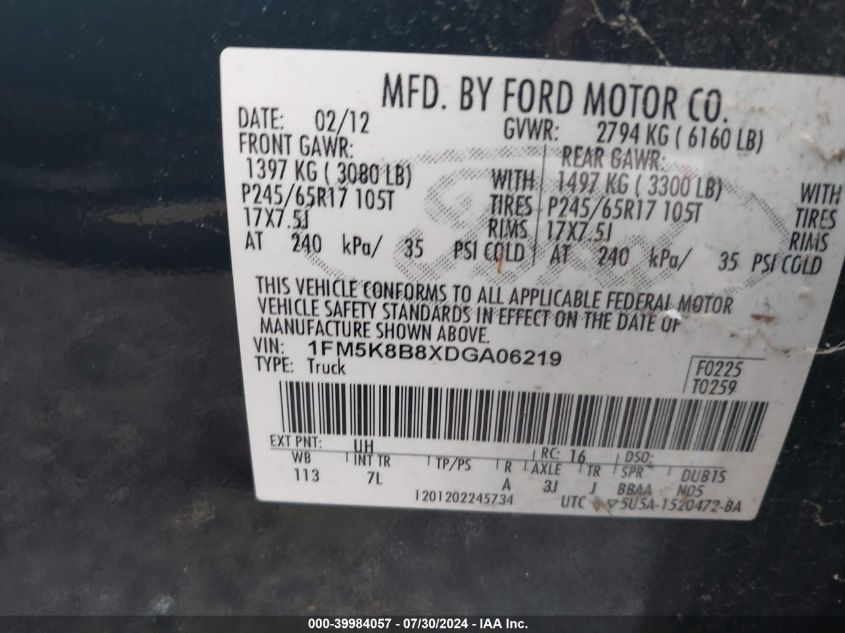 MFD. BY FORD MOTOR CO.
DATE: 02/12 GVWR: 2794 KG ( 6160 LB)
FRONT GAWR: REAR GAWR:
1397 KG ( 3080 LB) WITH 1497 KG ( 3300 LB) WITH
P245/65R17 105T TIRES P245/65R17 105T TIRES
17X7.5J RIMS 17X7.5J RIMS
AT 240 kPa/ 35 PSI COLD AT 240 kPa/ 35 PSI COLD
THIS VEHICLE CONFORMS TO ALL APPLICABLE FEDERAL MOTOR
VEHICLE SAFETY STANDARDS IN EFFECT ON THE DATE OF
MANUFACTURE SHOWN ABOVE.
VIN: 1FM5K8B8XDGA06219
TYPE: Truck
F0225
T0259
EXT PNT: UH RC: 16 DSO:
WB INT TR TP/PS R AXLE TR SPR DUB1S
113 7L A 3J J BBAA N05
1201202245734 UTC ▽5U5A-1520472-BA
000-39984057 / 07/30/2024 / IAA Inc.